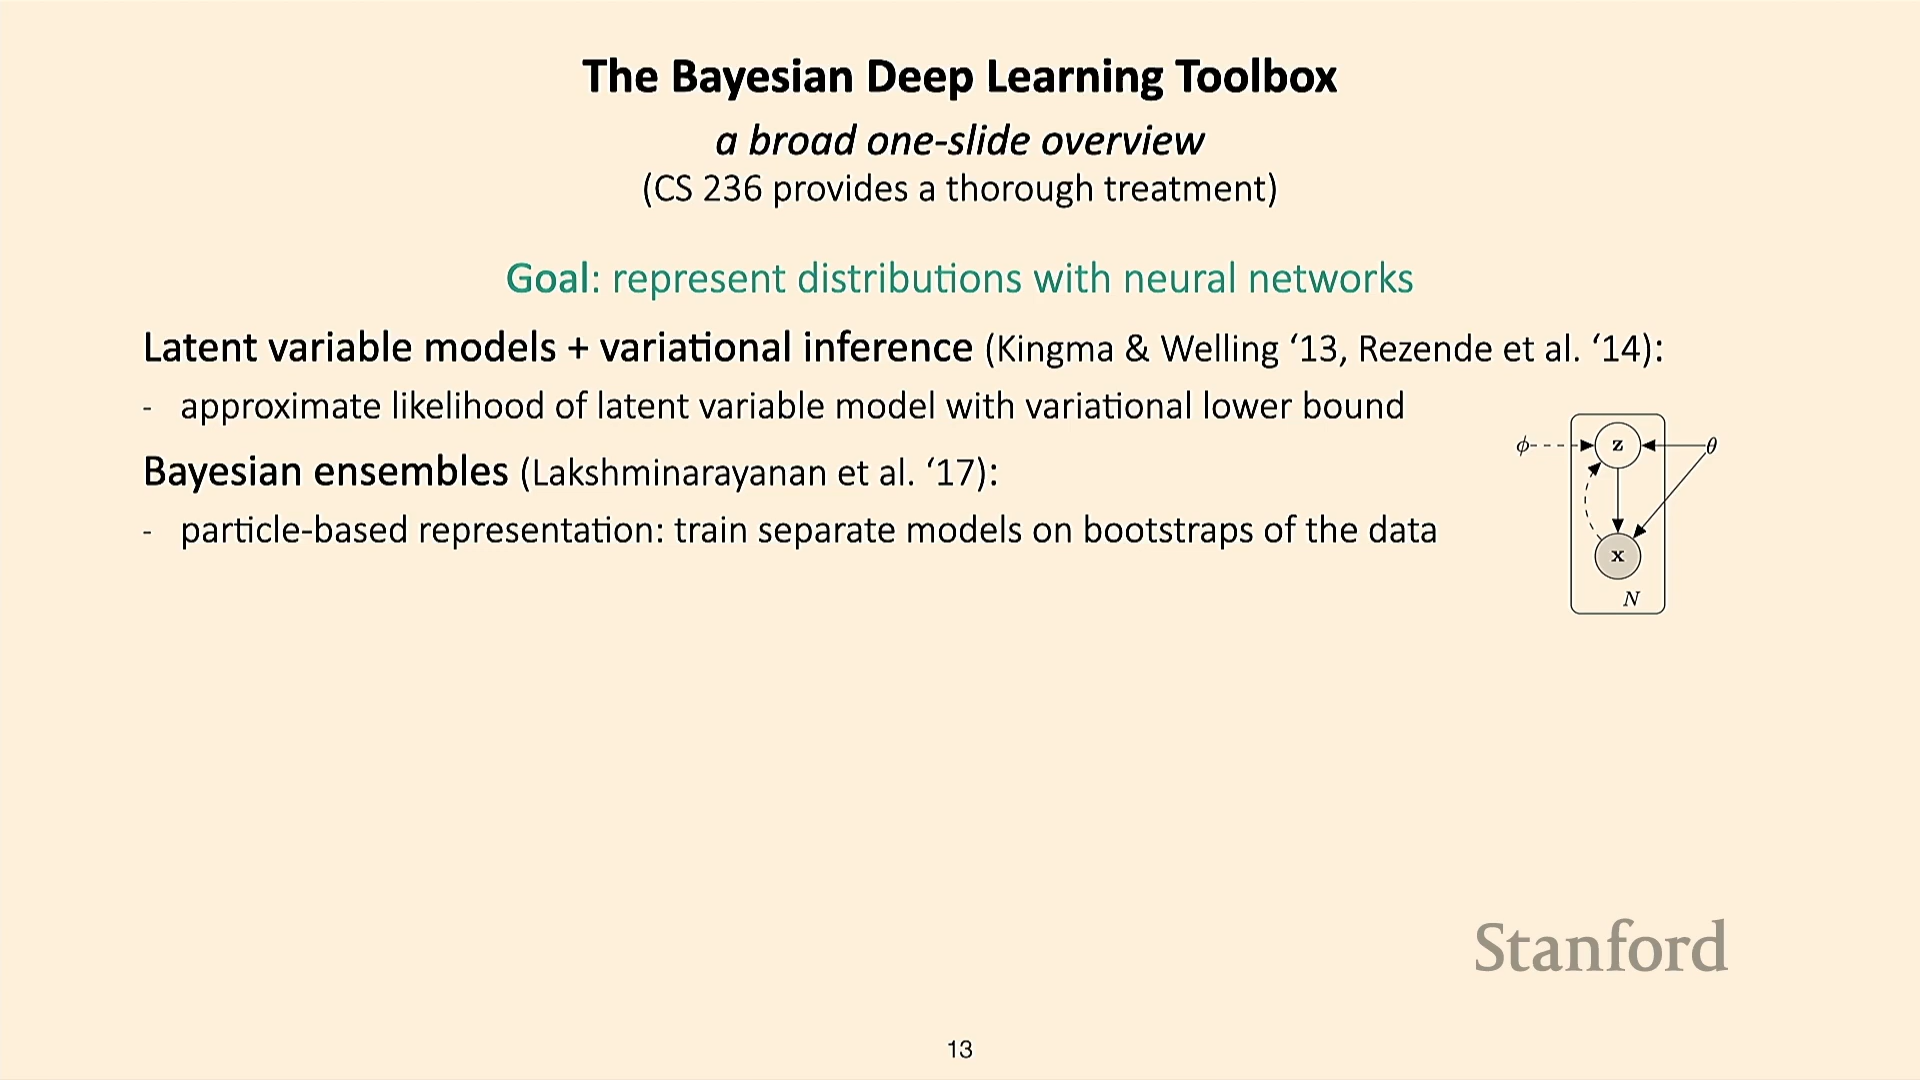 The Bayesian Deep Learning Toolbox
a broad one-slide overview
(CS 236 provides a thorough treatment)
Goal: represent distributions with neural networks
Latent variable models + variational inference (Kingma & Welling ‘13, Rezende et al. ‘14):
- approximate likelihood of latent variable model with variational lower bound
Bayesian ensembles (Lakshminarayanan et al. ‘17):
- particle-based representation: train separate models on bootstraps of the data
ϕ z θ
x
N
Stanford
13